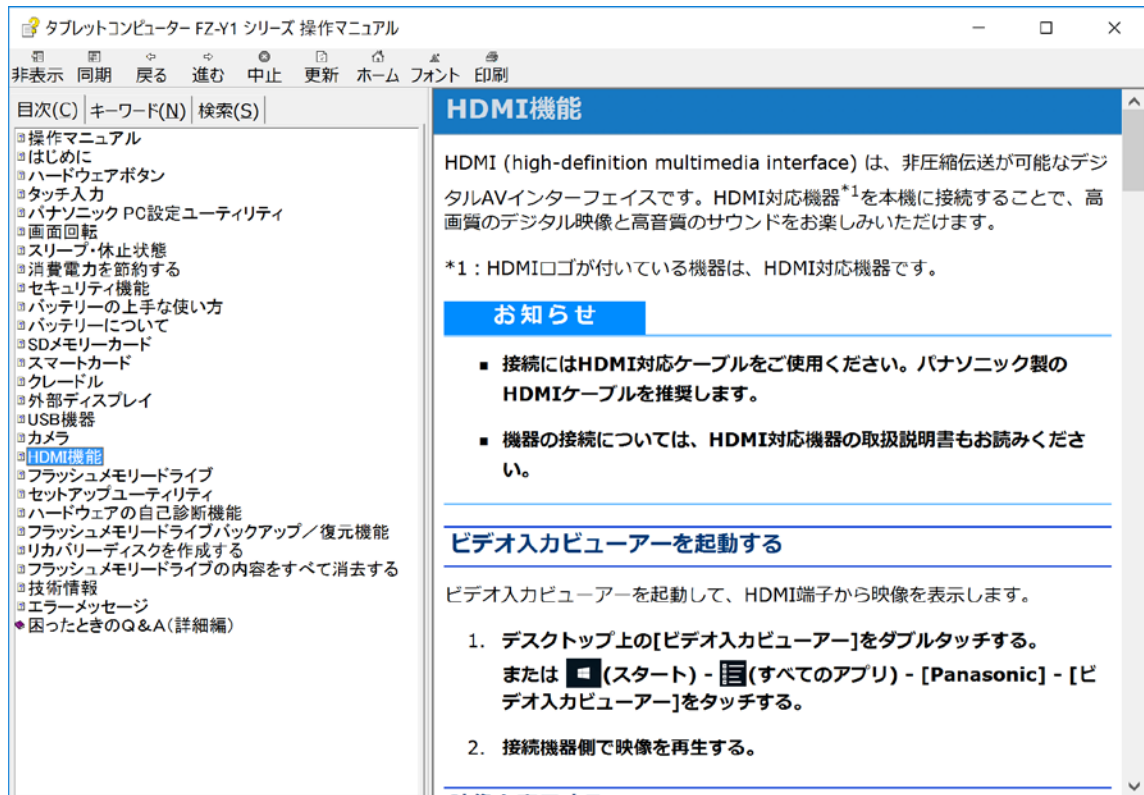 タブレットコンピューター FZ-Y1 シリーズ 操作マニュアル
非表示 同期 戻る 進む 中止 更新 ホーム フォント 印刷
目次(C) キーワード(N) 検索(S)
操作マニュアル
はじめに
ハードウェアボタン
タッチ入力
パナソニック PC設定ユーティリティ
画面回転
スリープ・休止状態
消費電力を節約する
セキュリティ機能
バッテリーの上手な使い方
バッテリーについて
SDメモリーカード
スマートカード
クレードル
外部ディスプレイ
USB機器
カメラ
HDMI機能
フラッシュメモリードライブ
セットアップユーティリティ
ハードウェアの自己診断機能
フラッシュメモリードライブバックアップ／復元機能
リカバリーディスクを作成する
フラッシュメモリードライブの内容をすべて消去する
技術情報
エラーメッセージ
困ったときのQ&A(詳細編)
HDMI機能
HDMI (high-definition multimedia interface) は、非圧縮伝送が可能なデジ
タルAVインターフェイスです。HDMI対応機器*1を本機に接続することで、高
画質のデジタル映像と高音質のサウンドをお楽しみいただけます。
*1：HDMIロゴが付いている機器は、HDMI対応機器です。
お知らせ
■ 接続にはHDMI対応ケーブルをご使用ください。パナソニック製の
HDMIケーブルを推奨します。
■ 機器の接続については、HDMI対応機器の取扱説明書もお読みくださ
い。
ビデオ入力ビューアーを起動する
ビデオ入力ビューアーを起動して、HDMI端子から映像を表示します。
1. デスクトップ上の[ビデオ入力ビューアー]をダブルタッチする。
または (スタート) - (すべてのアプリ) - [Panasonic] - [ビ
デオ入力ビューアー]をタッチする。
2. 接続機器側で映像を再生する。